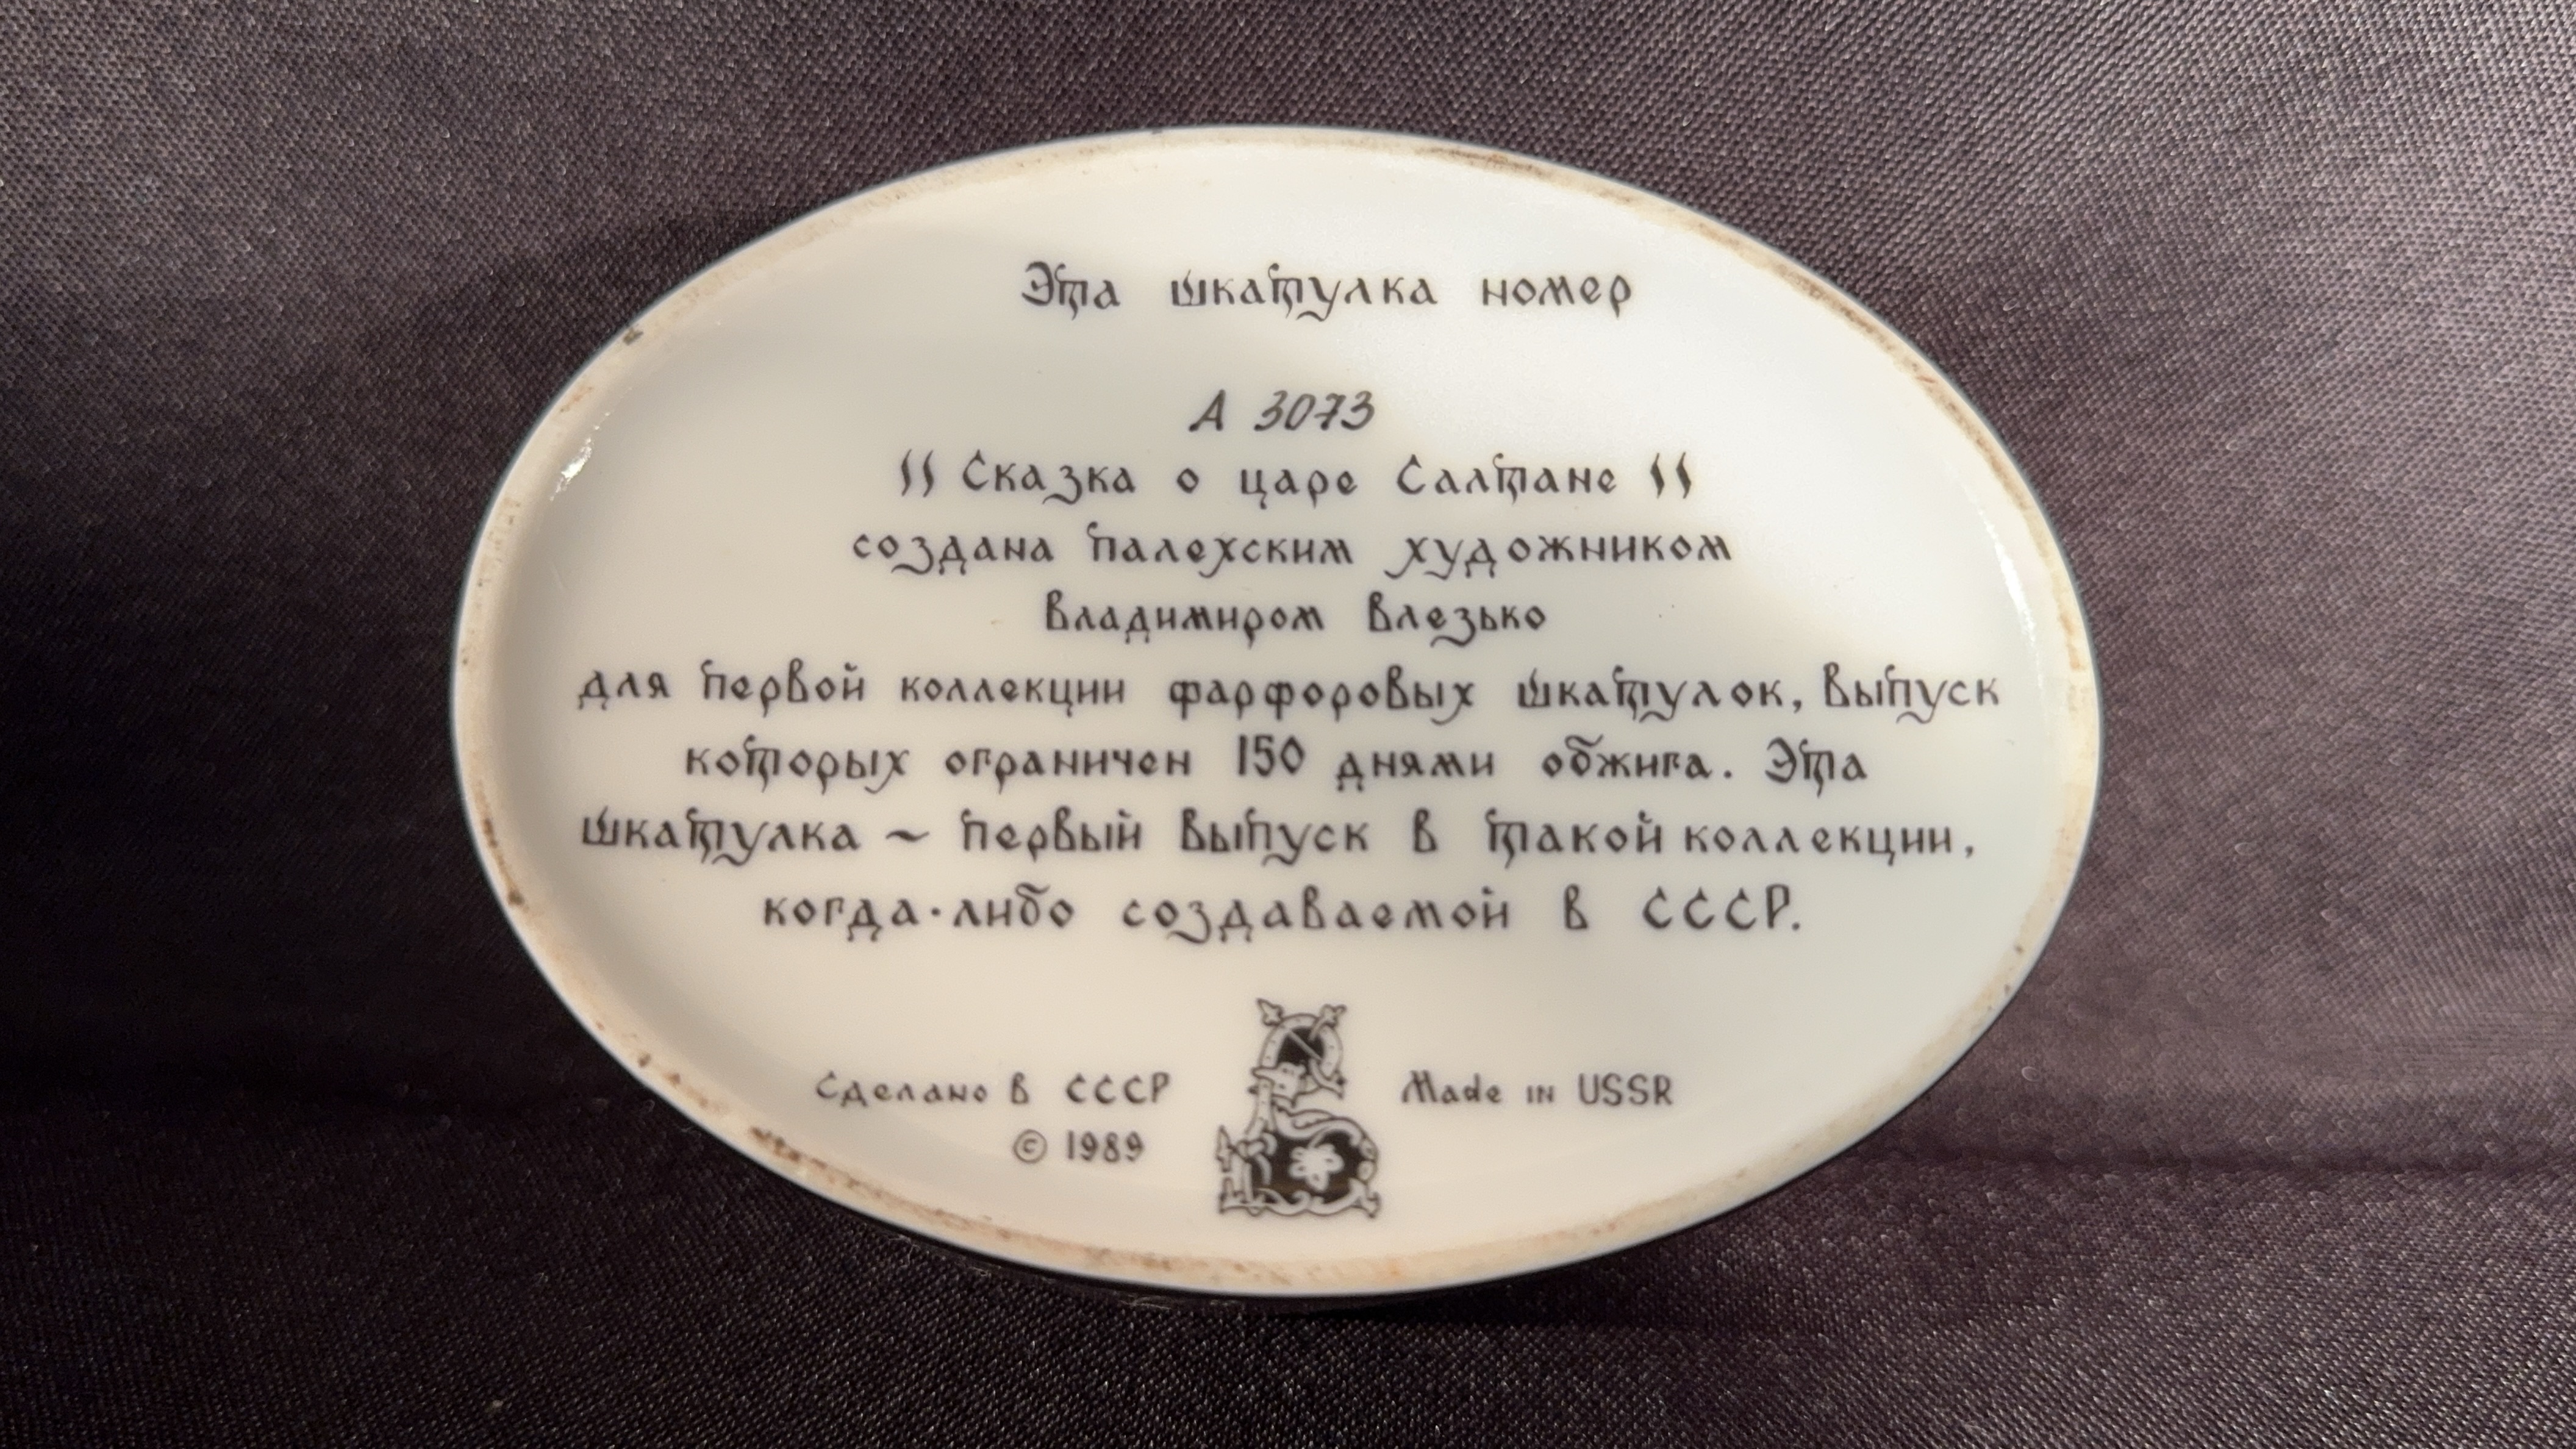 Эта шкатулка номер
А 3073
"Сказка о царе Салтане"
создана палехским художником
Владимиром Влезько
для первой коллекции фарфоровых шкатулок, выпуск
которых ограничен 150 днями обжига. Эта
шкатулка ~ первый выпуск в такой коллекции,
когда-либо создаваемой в СССР.
Сделано в СССР Made in USSR
© 1989